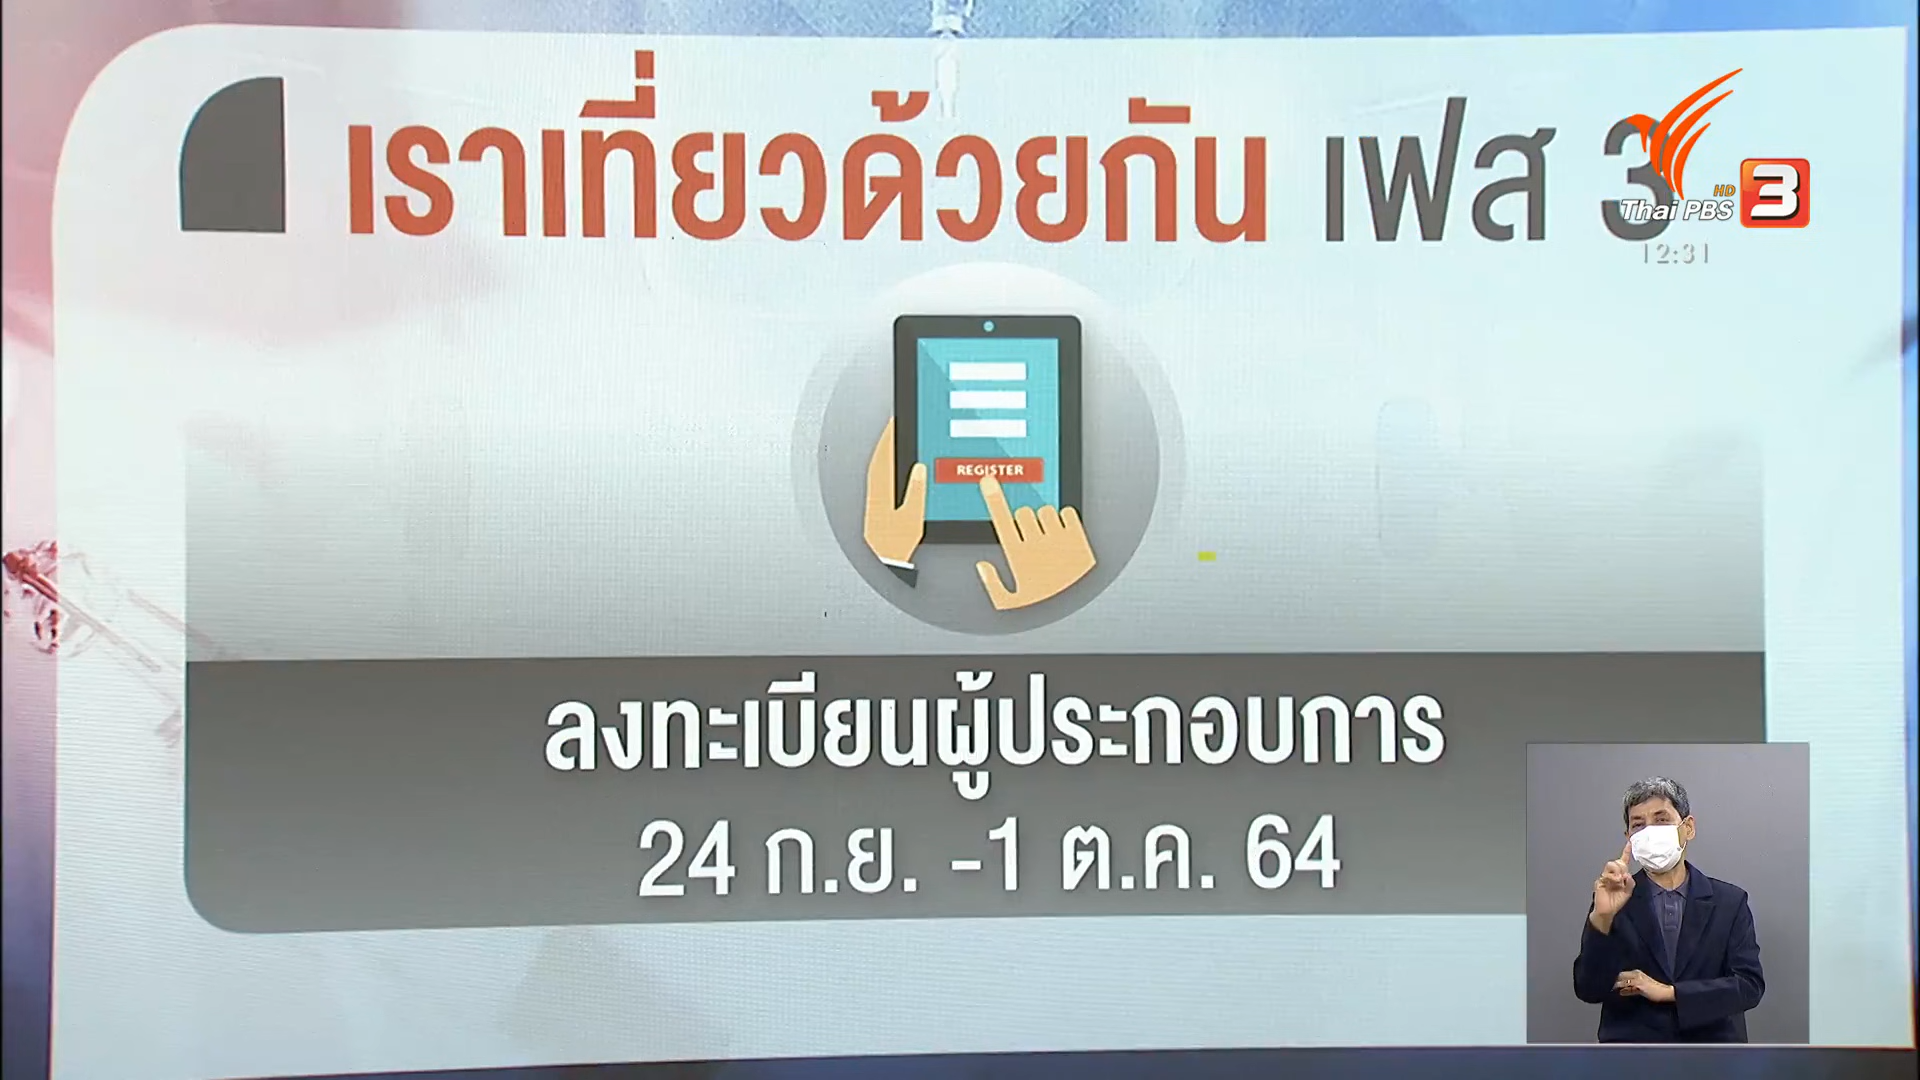 เราเที่ยวด้วยกัน เฟส 3
HD
Thai PBS 3
12:31
REGISTER
ลงทะเบียนผู้ประกอบการ
24 ก.ย. -1 ต.ค. 64